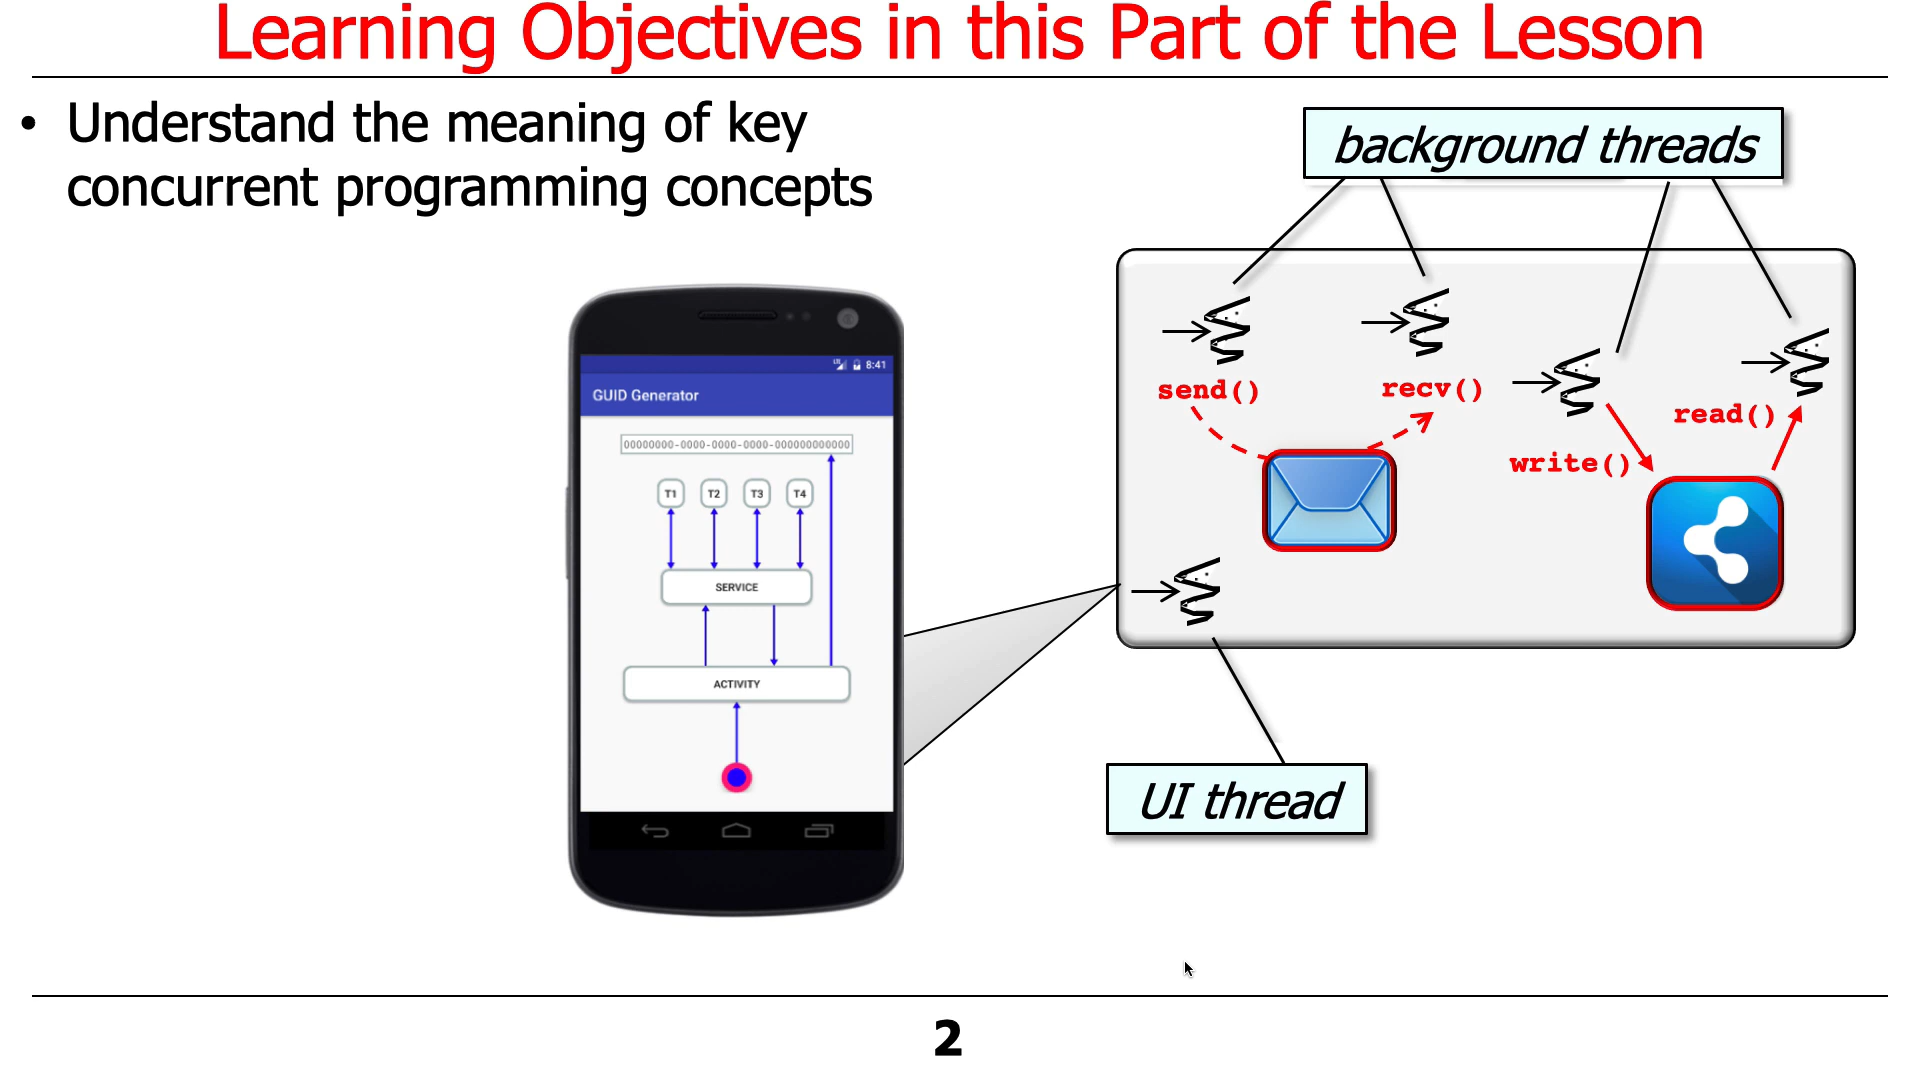 Learning Objectives in this Part of the Lesson
• Understand the meaning of key
concurrent programming concepts
background threads
send()
recv()
write()
read()
UI thread
LTE 8:41
GUID Generator
00000000-0000-0000-0000-000000000000
T1 T2 T3 T4
SERVICE
ACTIVITY
2